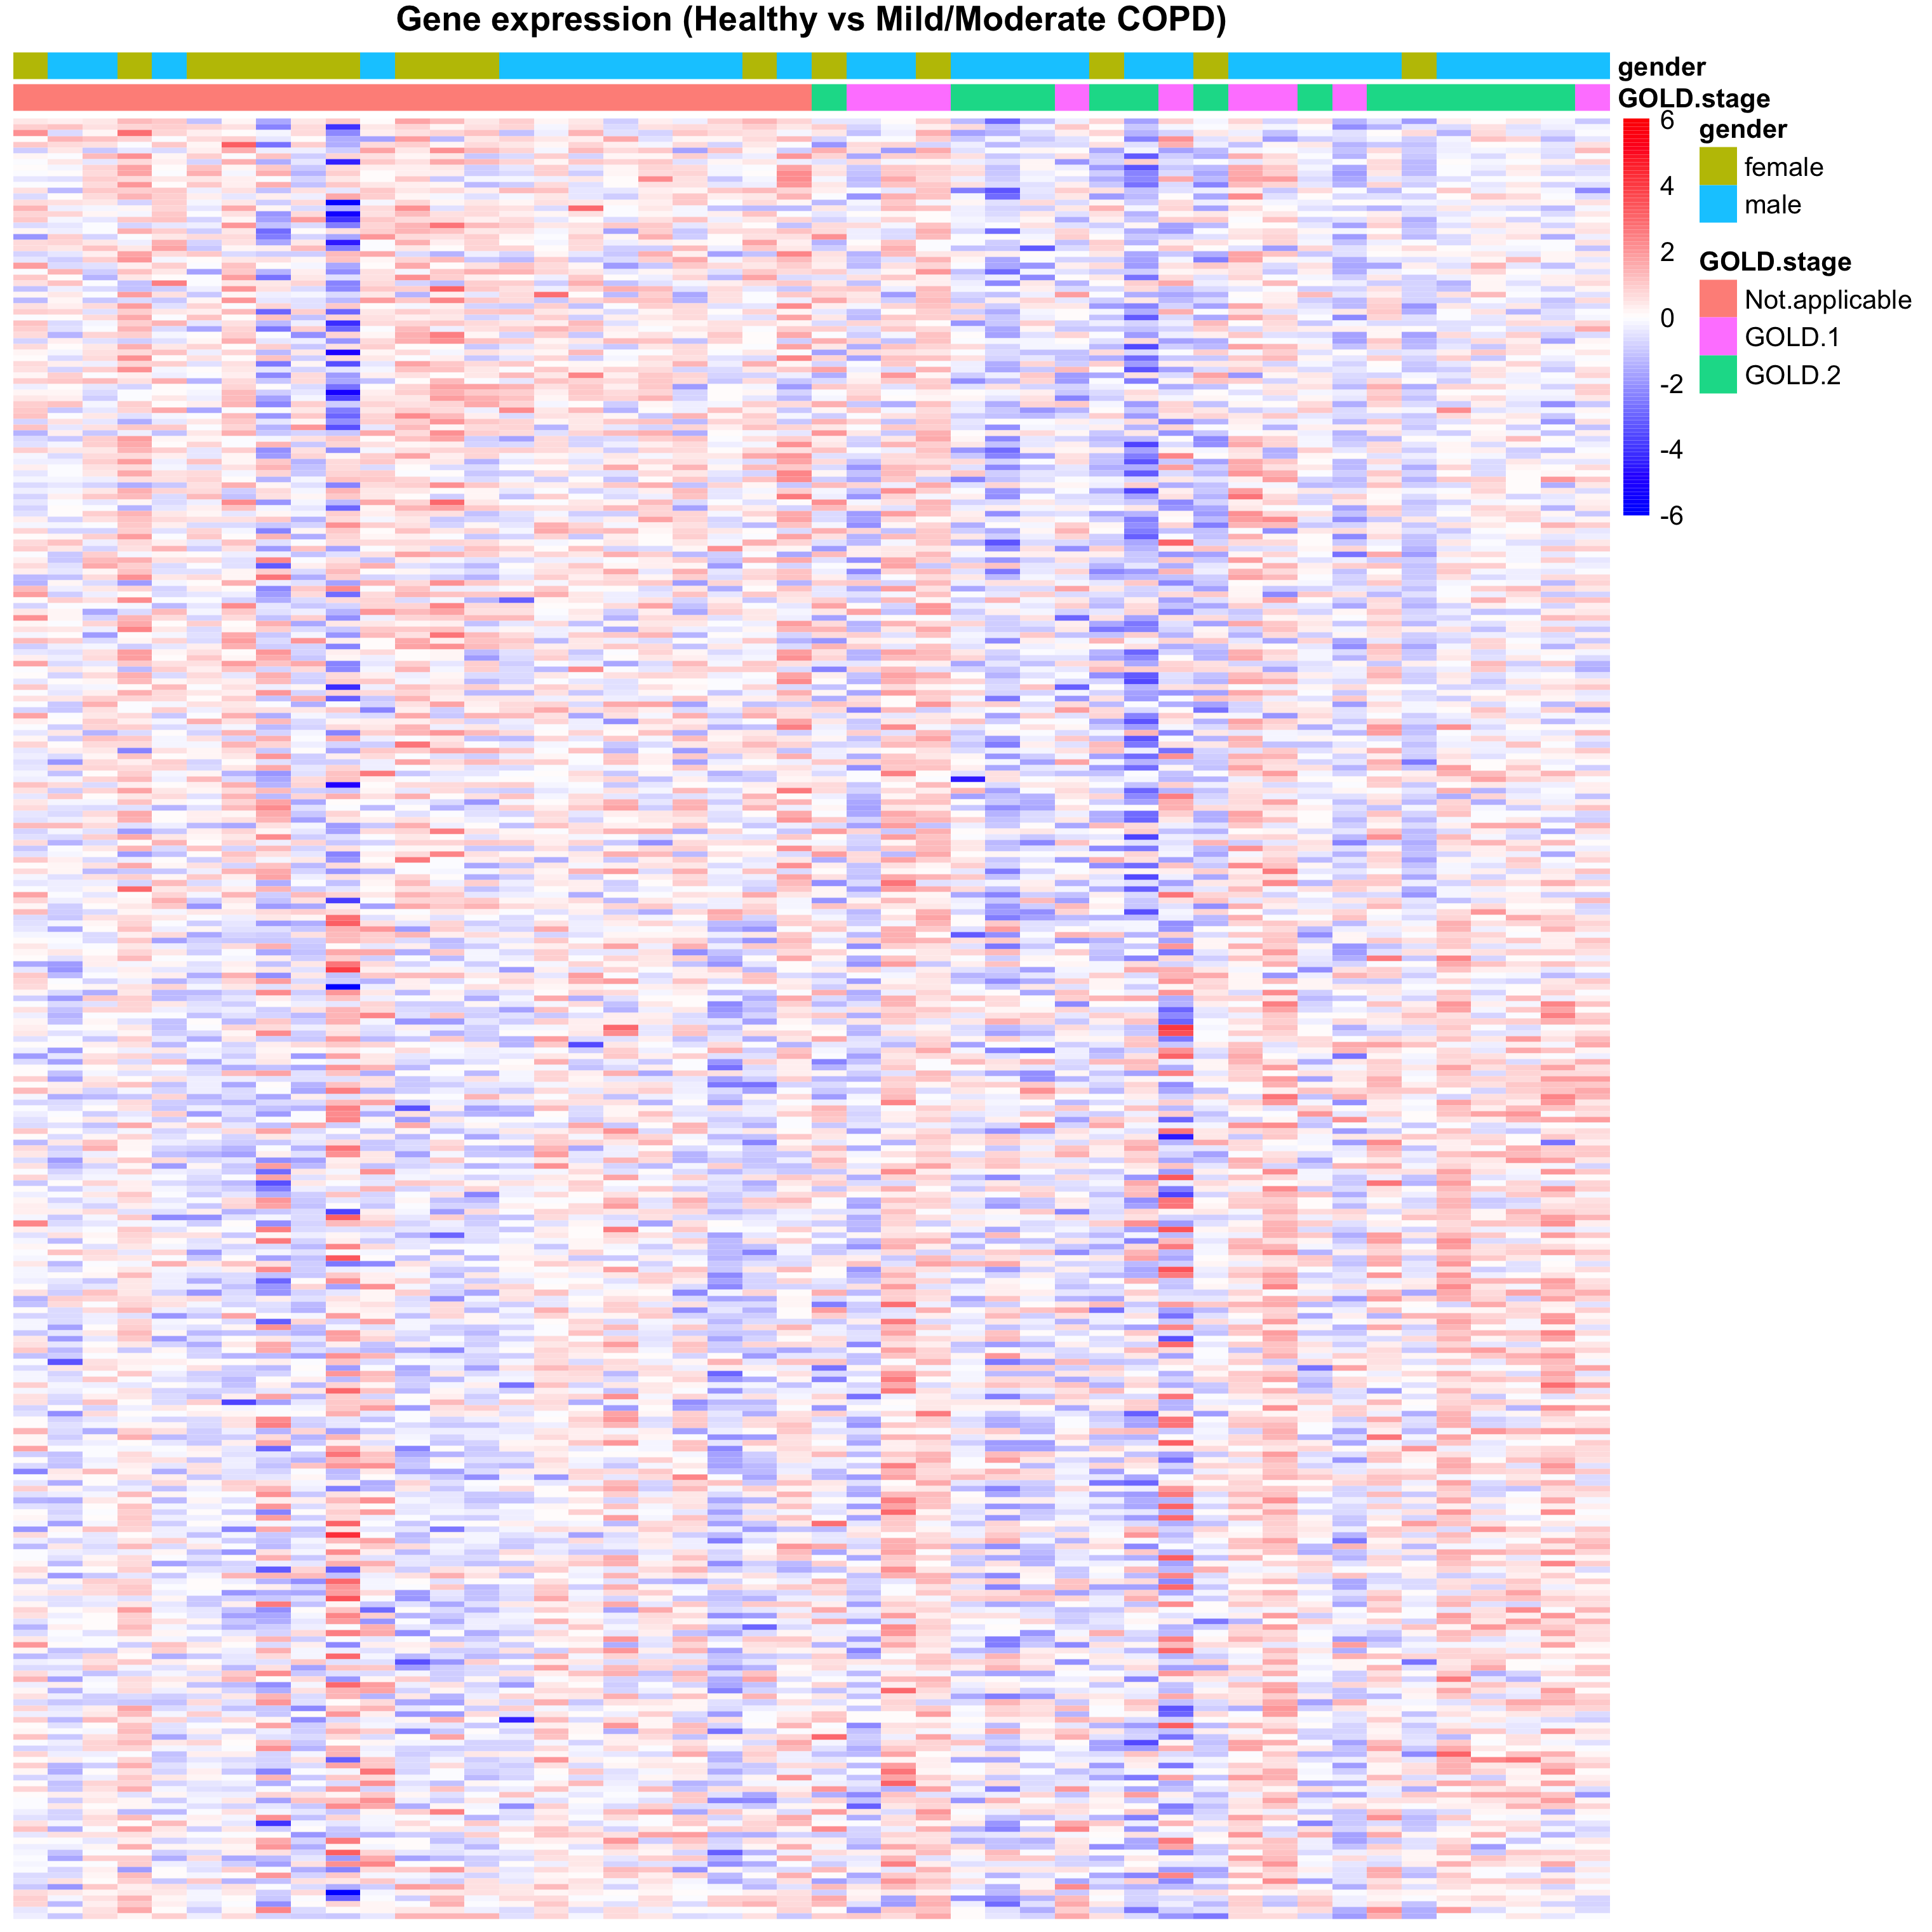 Gene expression (Healthy vs Mild/Moderate COPD)
gender
GOLD.stage
6
4
2
0
-2
-4
-6
gender
female
male
GOLD.stage
Not.applicable
GOLD.1
GOLD.2